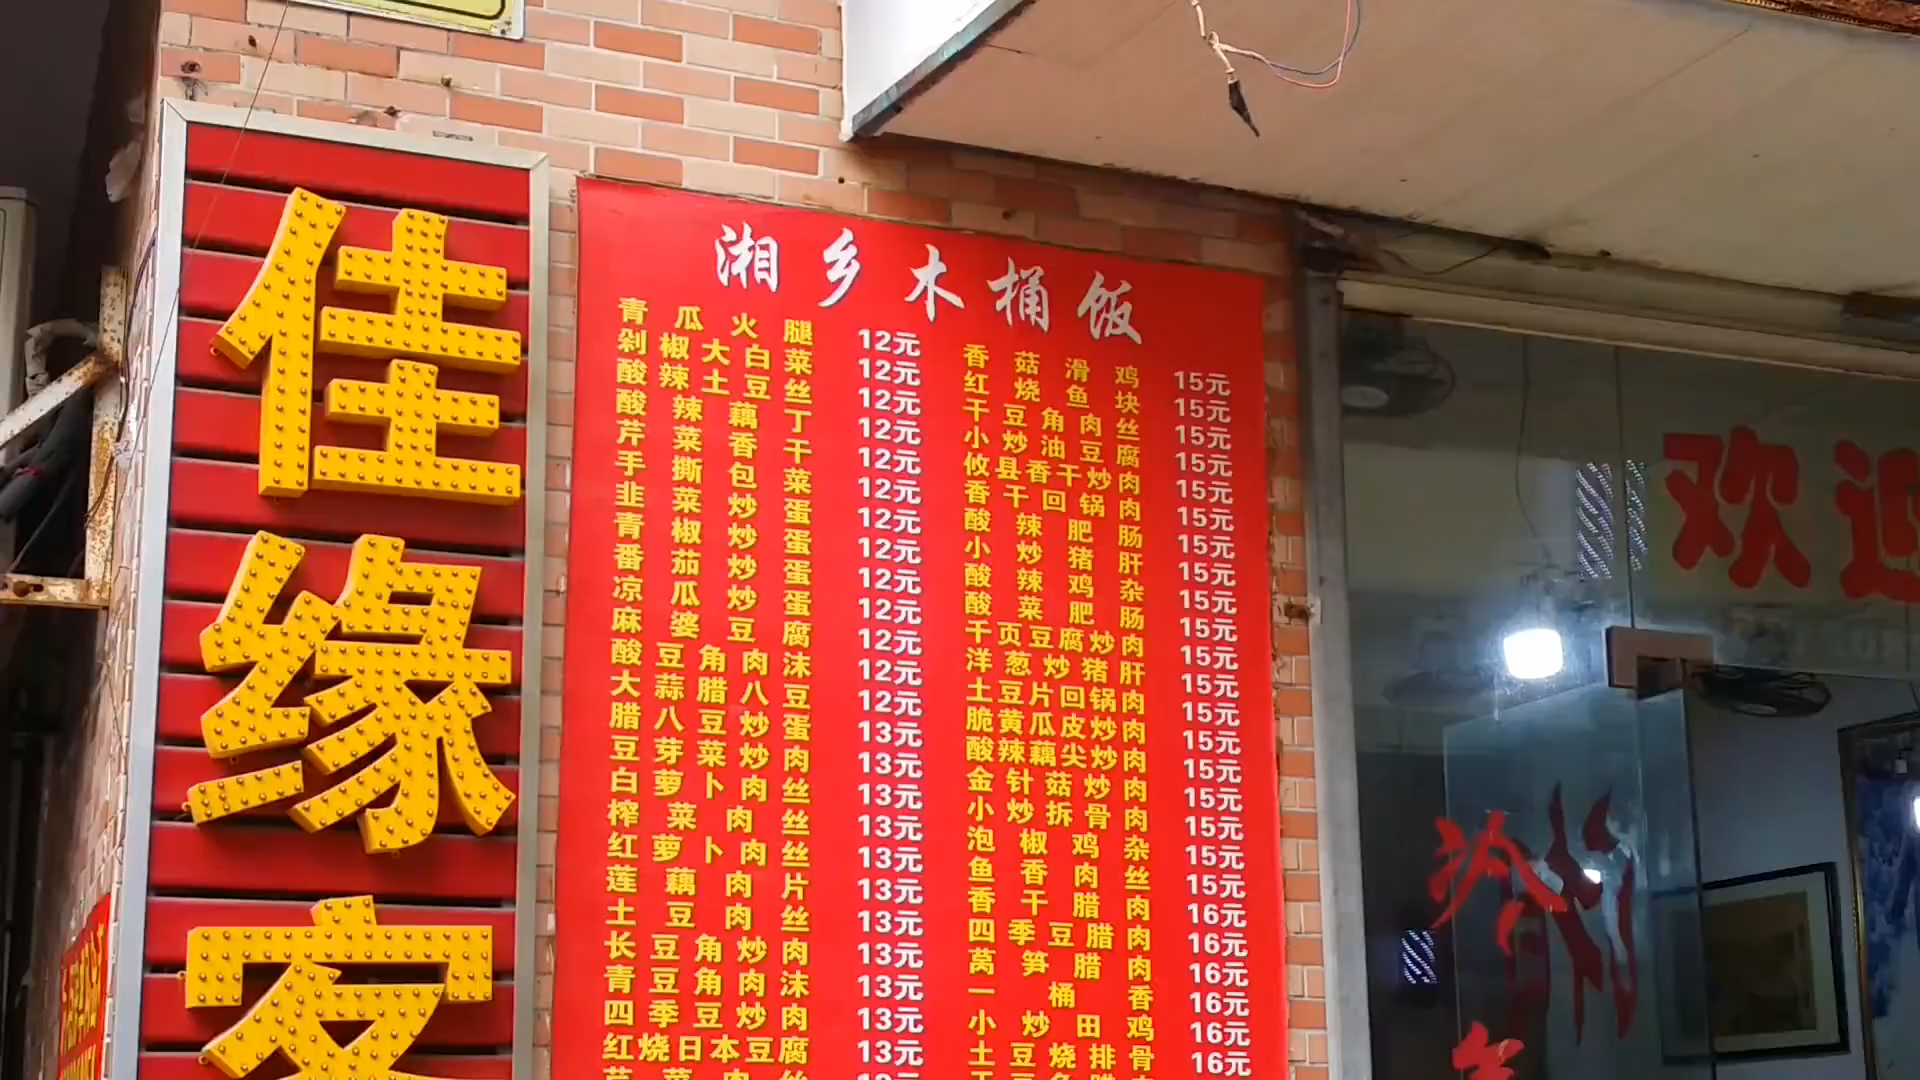 佳缘客
湘乡木桶饭
青瓜火腿 12元
剁椒大白菜 12元
酸辣土豆丝 12元
酸辣藕丁 12元
芹菜香干 12元
手撕包菜 12元
韭菜炒蛋 12元
青椒炒蛋 12元
番茄炒蛋 12元
凉瓜炒蛋 12元
麻婆豆腐 12元
酸豆角肉沫 12元
大蒜腊八豆 12元
腊八豆炒蛋 13元
豆芽菜炒肉 13元
白萝卜肉丝 13元
榨菜肉丝 13元
红萝卜肉丝 13元
莲藕肉片 13元
土豆肉丝 13元
长豆角炒肉 13元
青豆角肉沫 13元
四季豆炒肉 13元
红烧日本豆腐 13元
香菇滑鸡 15元
红烧鱼块 15元
干豆角肉丝 15元
小炒油豆腐 15元
攸县香干炒肉 15元
香干回锅肉 15元
酸辣肥肠 15元
小炒猪肝 15元
酸辣鸡杂 15元
酸菜肥肠 15元
千页豆腐炒肉 15元
洋葱炒猪肝 15元
土豆片回锅肉 15元
脆黄瓜皮炒肉 15元
酸辣藕尖炒肉 15元
金针菇炒肉 15元
小炒拆骨肉 15元
泡椒鸡杂 15元
鱼香肉丝 15元
香干腊肉 16元
四季豆腊肉 16元
莴笋腊肉 16元
一桶香 16元
小炒田鸡 16元
土豆烧排骨 16元
欢迎